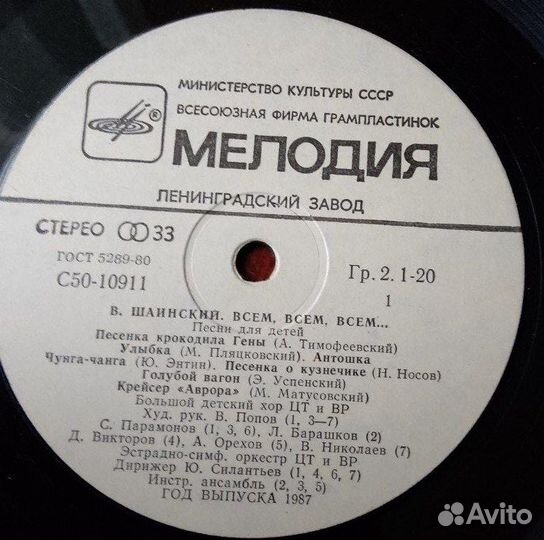 МИНИСТЕРСТВО КУЛЬТУРЫ СССР
ВСЕСОЮЗНАЯ ФИРМА ГРАМПЛАСТИНОК
®
МЕЛОДИЯ
ЛЕНИНГРАДСКИЙ ЗАВОД
СТЕРЕО 33
ГОСТ 5289-80
С50-10911
Гр. 2. 1-20
1
В. ШАИНСКИЙ. ВСЕМ, ВСЕМ, ВСЕМ...
Песни для детей
Песенка крокодила Гены (А. Тимофеевский)
Улыбка (М. Пляцковский). Антошка
Чунга-чанга (Ю. Энтин). Песенка о кузнечике (Н. Носов)
Голубой вагон (Э. Успенский)
Крейсер «Аврора» (М. Матусовский)
Большой детский хор ЦТ и ВР
Худ. рук. В. Попов (1, 3—7)
С. Парамонов (1, 3, 6), Л. Барашков (2)
Д. Викторов (4), А. Орехов (5), В. Николаев (7)
Эстрадно-симф. оркестр ЦТ и ВР
Дирижер Ю. Силантьев (1, 4, 6, 7)
Инстр. ансамбль (2, 3, 5)
ГОД ВЫПУСКА 1987
Avito